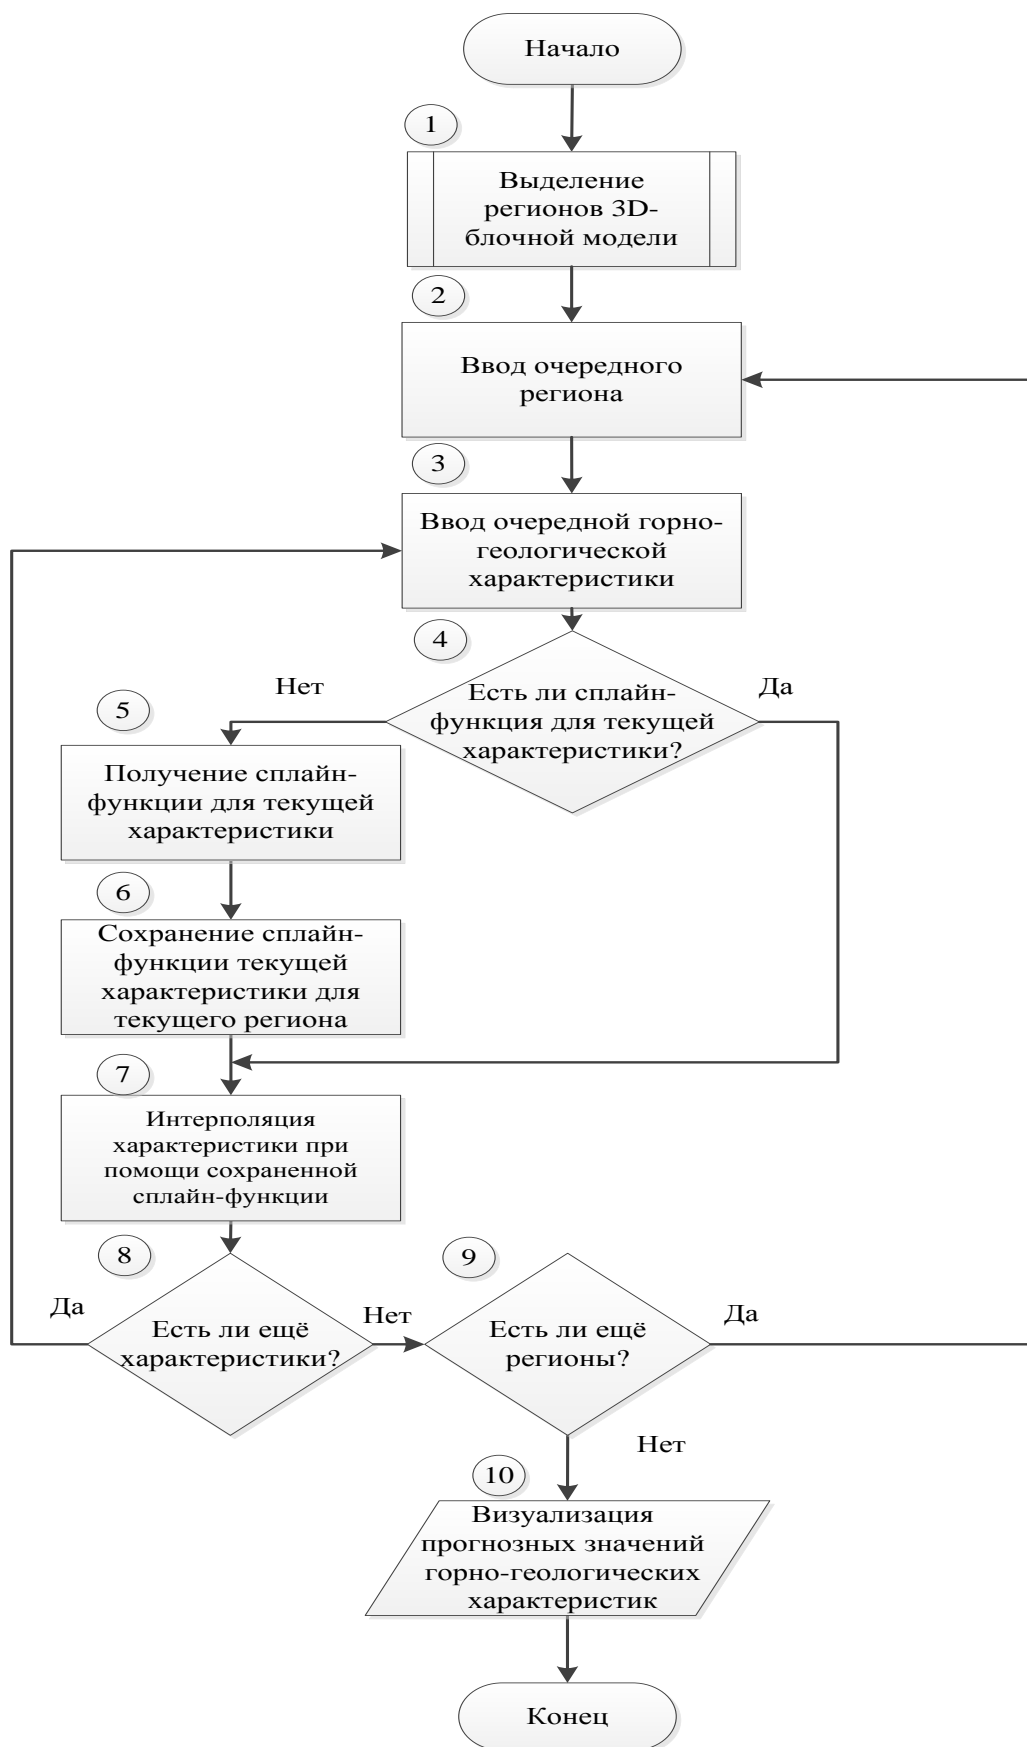 Начало
1
Выделение
регионов 3D-
блочной модели
2
Ввод очередного
региона
3
Ввод очередной горно-
геологической
характеристики
4
Есть ли сплайн-
функция для текущей
характеристики?
Нет
Да
5
Получение сплайн-
функции для текущей
характеристики
6
Сохранение сплайн-
функции текущей
характеристики для
текущего региона
7
Интерполяция
характеристики при
помощи сохраненной
сплайн-функции
8
Есть ли ещё
характеристики?
Да
Нет
9
Есть ли ещё
регионы?
Да
Нет
10
Визуализация
прогнозных значений
горно-геологических
характеристик
Конец